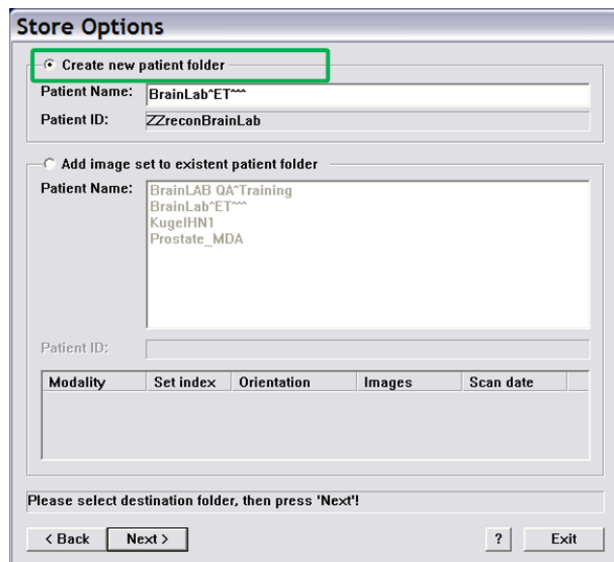 Store Options
Create new patient folder
Patient Name: BrainLab^ET^^^
Patient ID: ZZreconBrainLab
Add image set to existent patient folder
Patient Name: BrainLAB QA^Training
BrainLab^ET^^^
KugelHN1
Prostate_MDA
Patient ID:
Modality Set index Orientation Images Scan date
Please select destination folder, then press 'Next'!
< Back Next > ? Exit